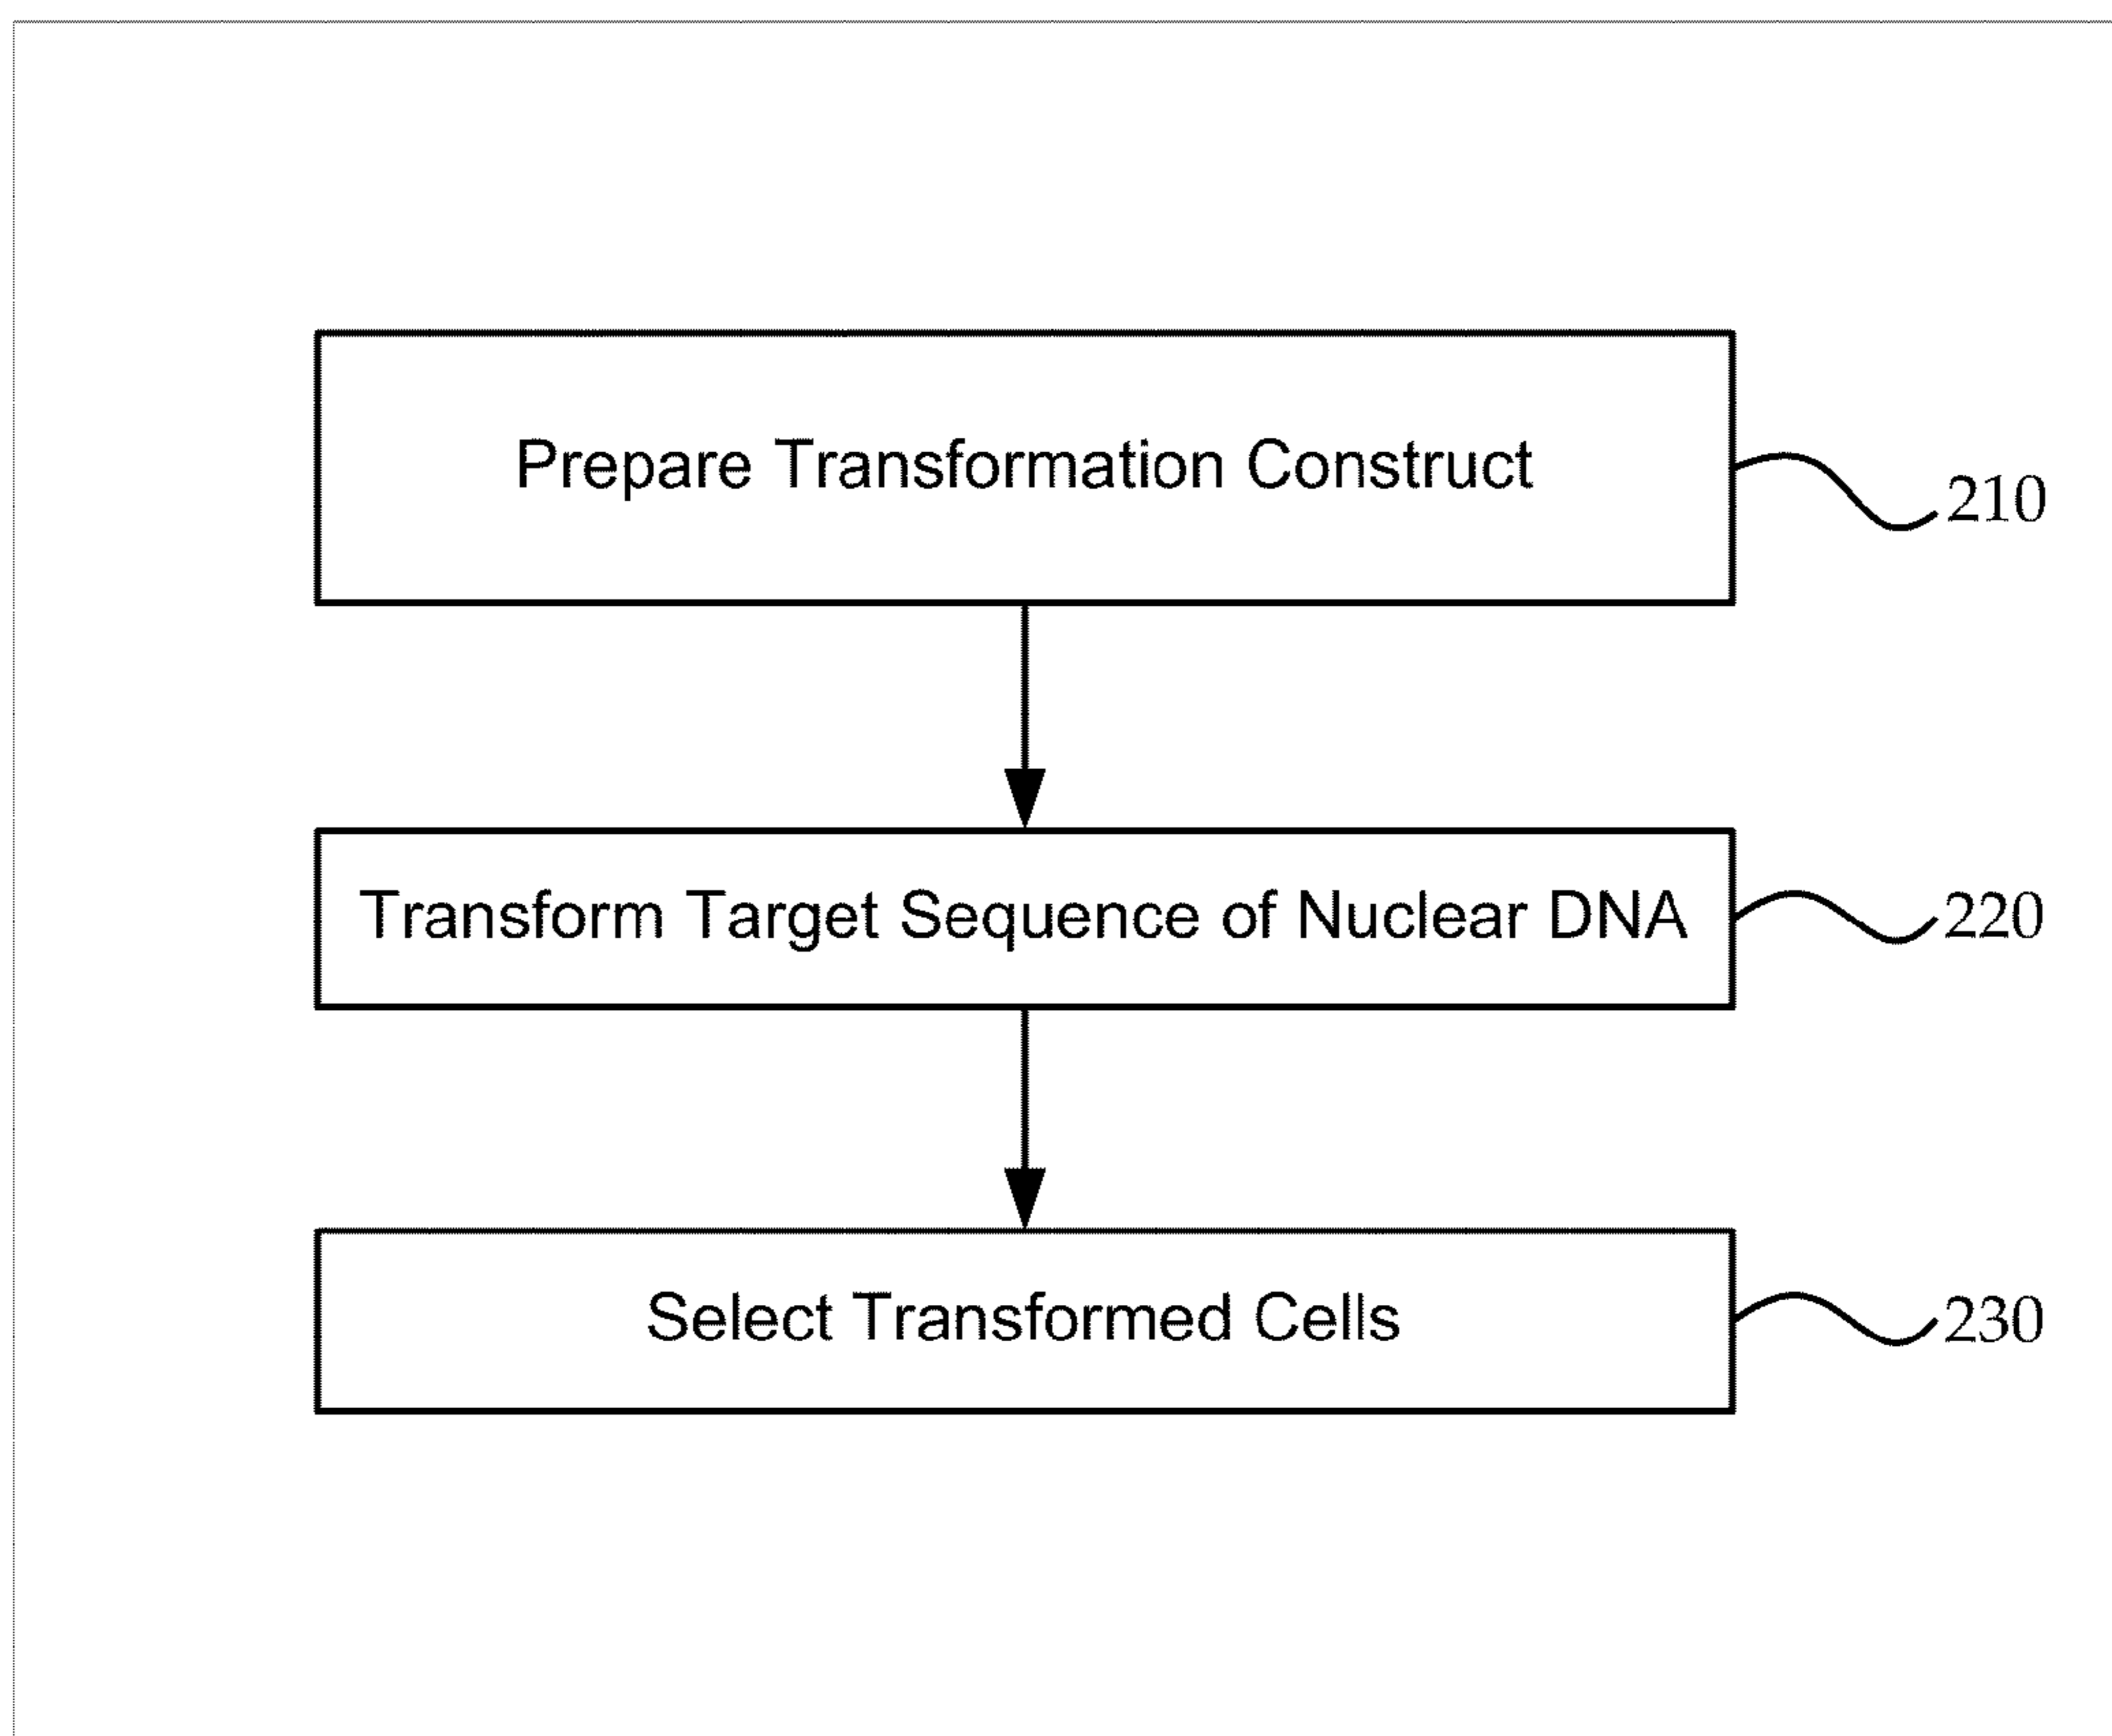 Prepare Transformation Construct
210
Transform Target Sequence of Nuclear DNA
220
Select Transformed Cells
230